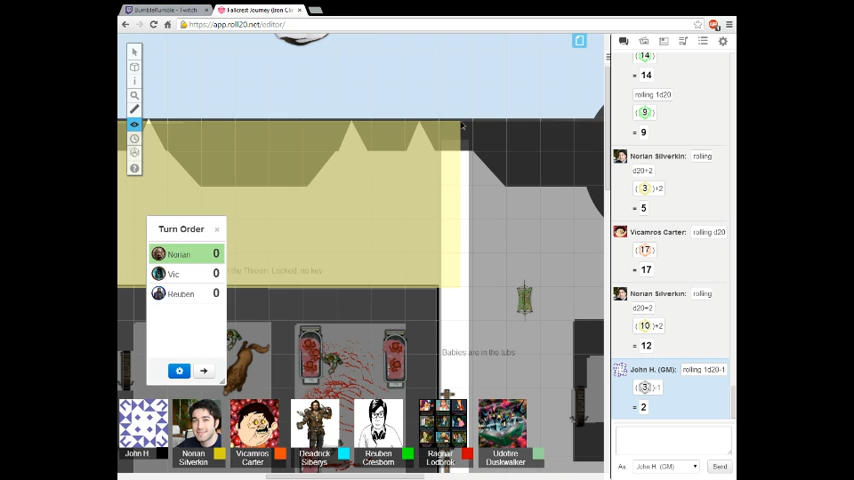 BumbleRumble - Twitch
Fallcrest Journey (Iron Cl
https://app.roll20.net/editor/
Turn Order ×
Norian 0
Vic 0
Reuben 0
the Thriven. Locked, no key
Babies are in the tubs
14
= 14
rolling 1d20
9
= 9
Norian Silverkin: rolling
d20+2
(3)+2
= 5
Vicamros Carter: rolling d20
17
= 17
Norian Silverkin: rolling
d20+2
(10)+2
= 12
John H. (GM): rolling 1d20-1
(3)-1
= 2
As: John H. (GM) Send
John H
Norian Silverkin
Vicamros Carter
Deadrick Siberys
Reuben Cresborn
Ragnar Lodbrok
Udofire Duskwalker